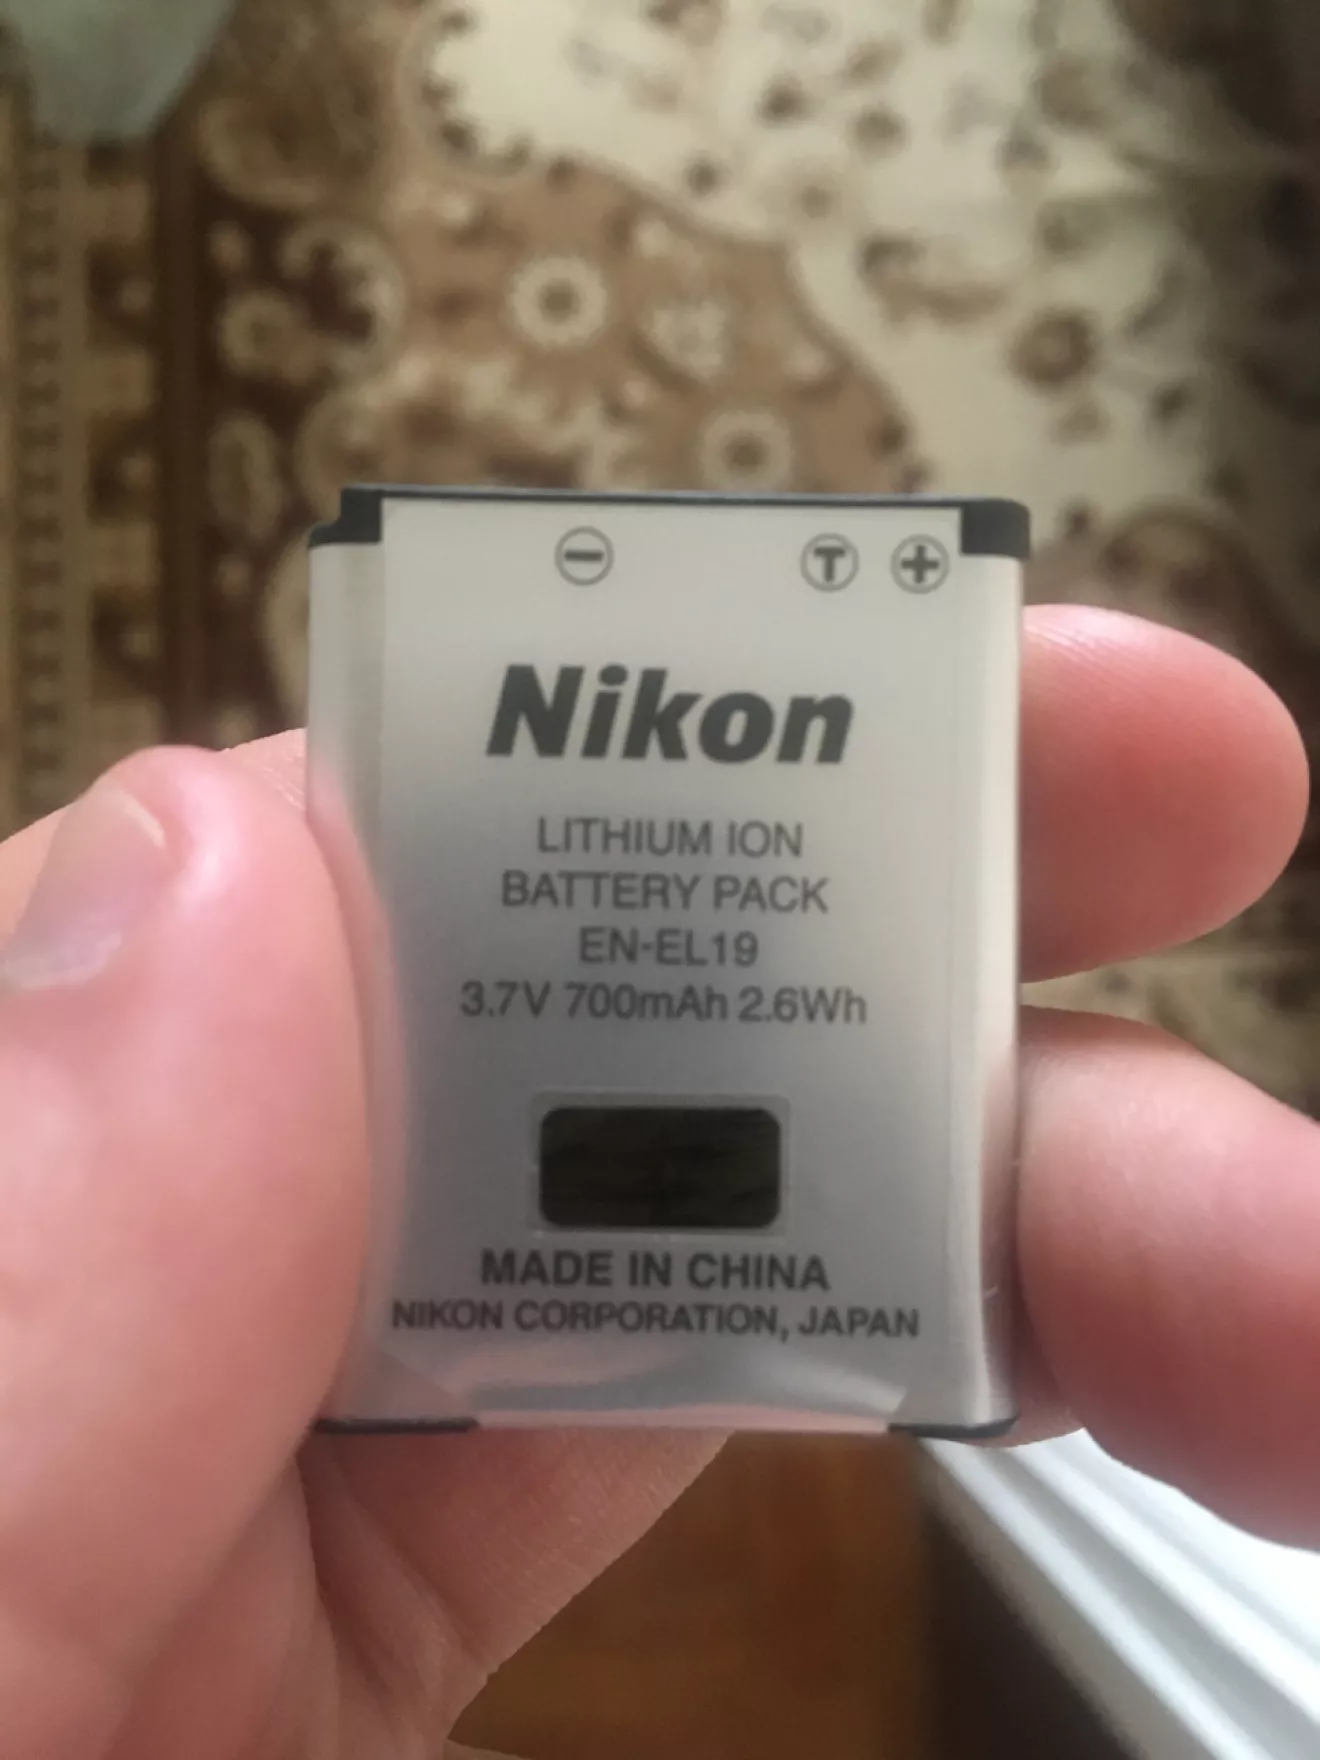 − T +
Nikon
LITHIUM ION
BATTERY PACK
EN-EL19
3.7V 700mAh 2.6Wh
MADE IN CHINA
NIKON CORPORATION, JAPAN